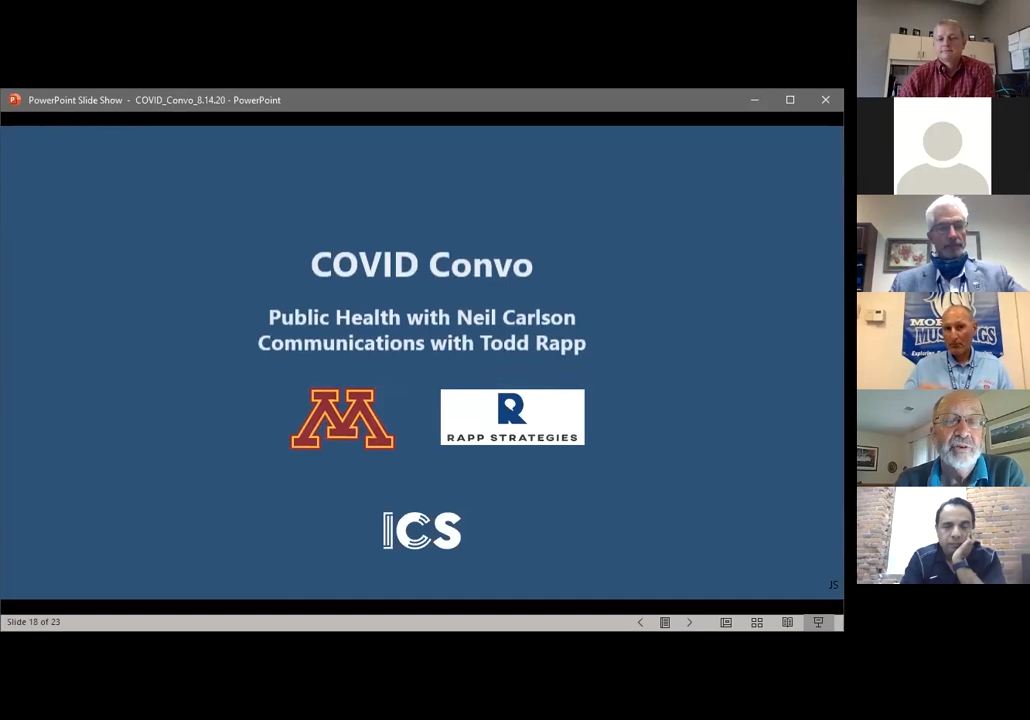 PowerPoint Slide Show - COVID_Convo_8.14.20 - PowerPoint
COVID Convo
Public Health with Neil Carlson
Communications with Todd Rapp
M
R
RAPP STRATEGIES
ICS
JS
Slide 18 of 23